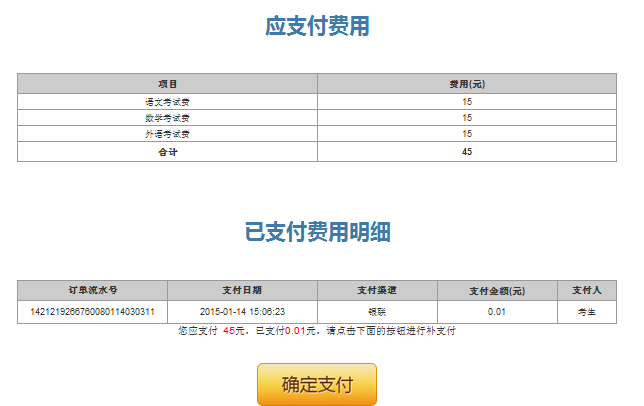 应支付费用
项目 费用(元)
语文考试费 15
数学考试费 15
外语考试费 15
合计 45
已支付费用明细
订单流水号 支付日期 支付渠道 支付金额(元) 支付人
1421219266760080114030311 2015-01-14 15:06:23 银联 0.01 考生
您应支付 45元，已支付0.01元，请点击下面的按钮进行补支付
确定支付